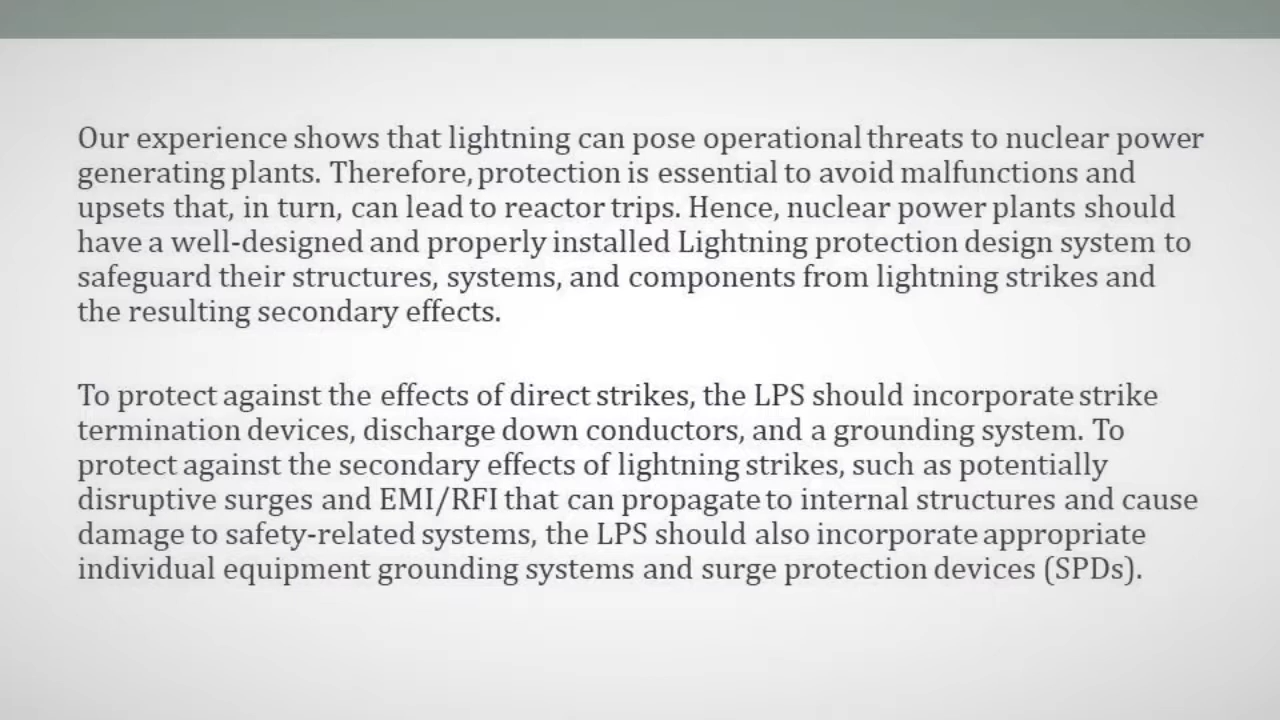 Our experience shows that lightning can pose operational threats to nuclear power
generating plants. Therefore, protection is essential to avoid malfunctions and
upsets that, in turn, can lead to reactor trips. Hence, nuclear power plants should
have a well-designed and properly installed Lightning protection design system to
safeguard their structures, systems, and components from lightning strikes and
the resulting secondary effects.
To protect against the effects of direct strikes, the LPS should incorporate strike
termination devices, discharge down conductors, and a grounding system. To
protect against the secondary effects of lightning strikes, such as potentially
disruptive surges and EMI/RFI that can propagate to internal structures and cause
damage to safety-related systems, the LPS should also incorporate appropriate
individual equipment grounding systems and surge protection devices (SPDs).